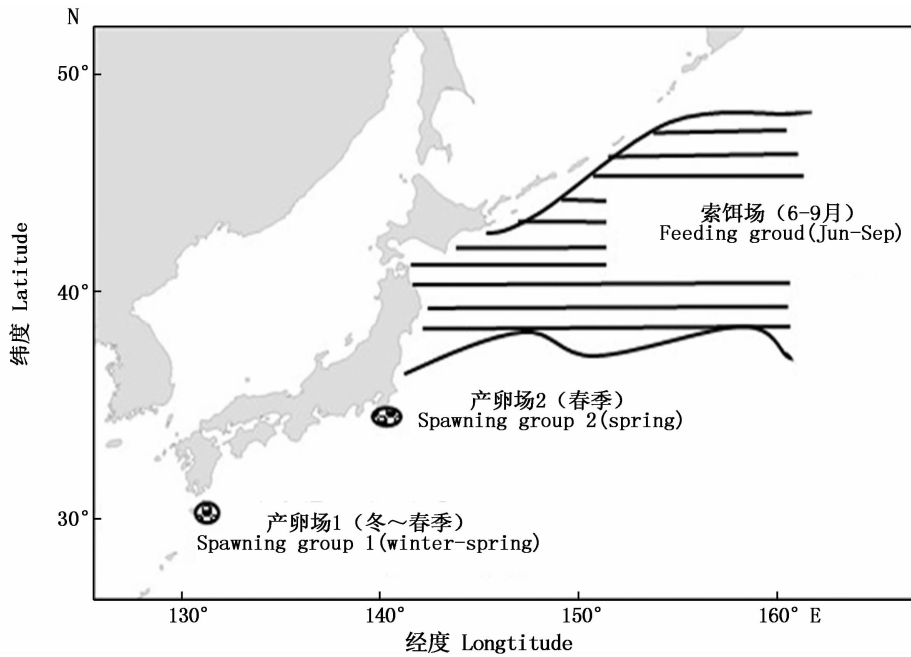 N
50°
40°
30°
纬度 Latitude
索饵场（6-9月）
Feeding groud(Jun-Sep)
产卵场2（春季）
Spawning group 2(spring)
产卵场1（冬～春季）
Spawning group 1(winter-spring)
130°
140°
150°
160° E
经度 Longtitude